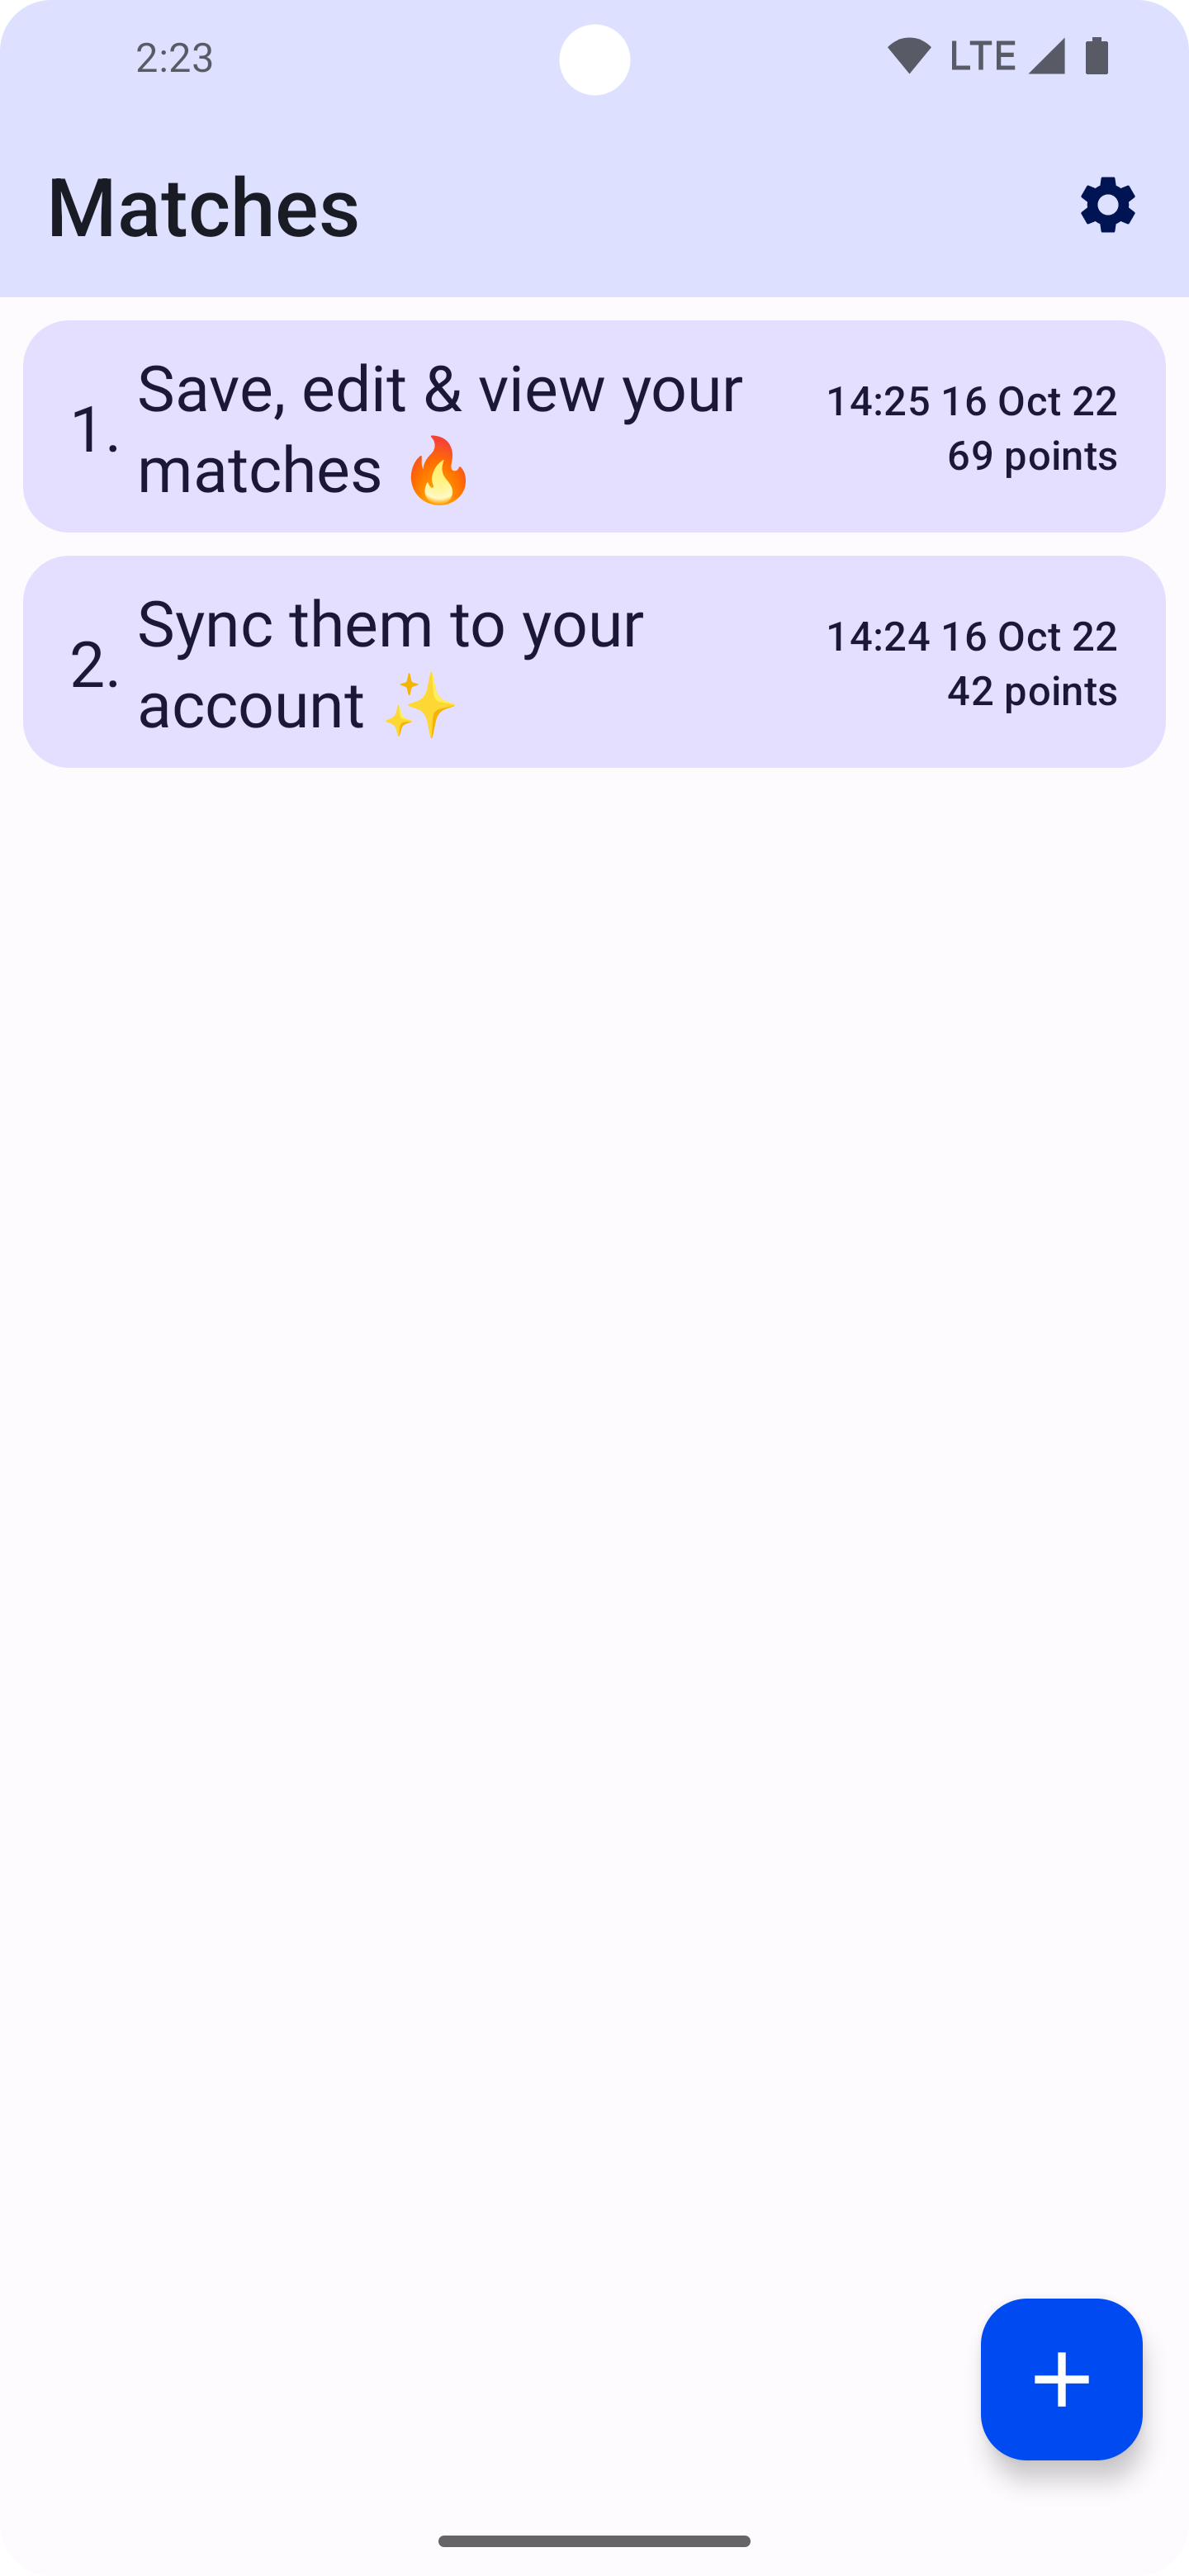 2:23
LTE
Matches
1.
Save, edit & view your
matches 🔥
14:25 16 Oct 22
69 points
2.
Sync them to your
account ✨
14:24 16 Oct 22
42 points